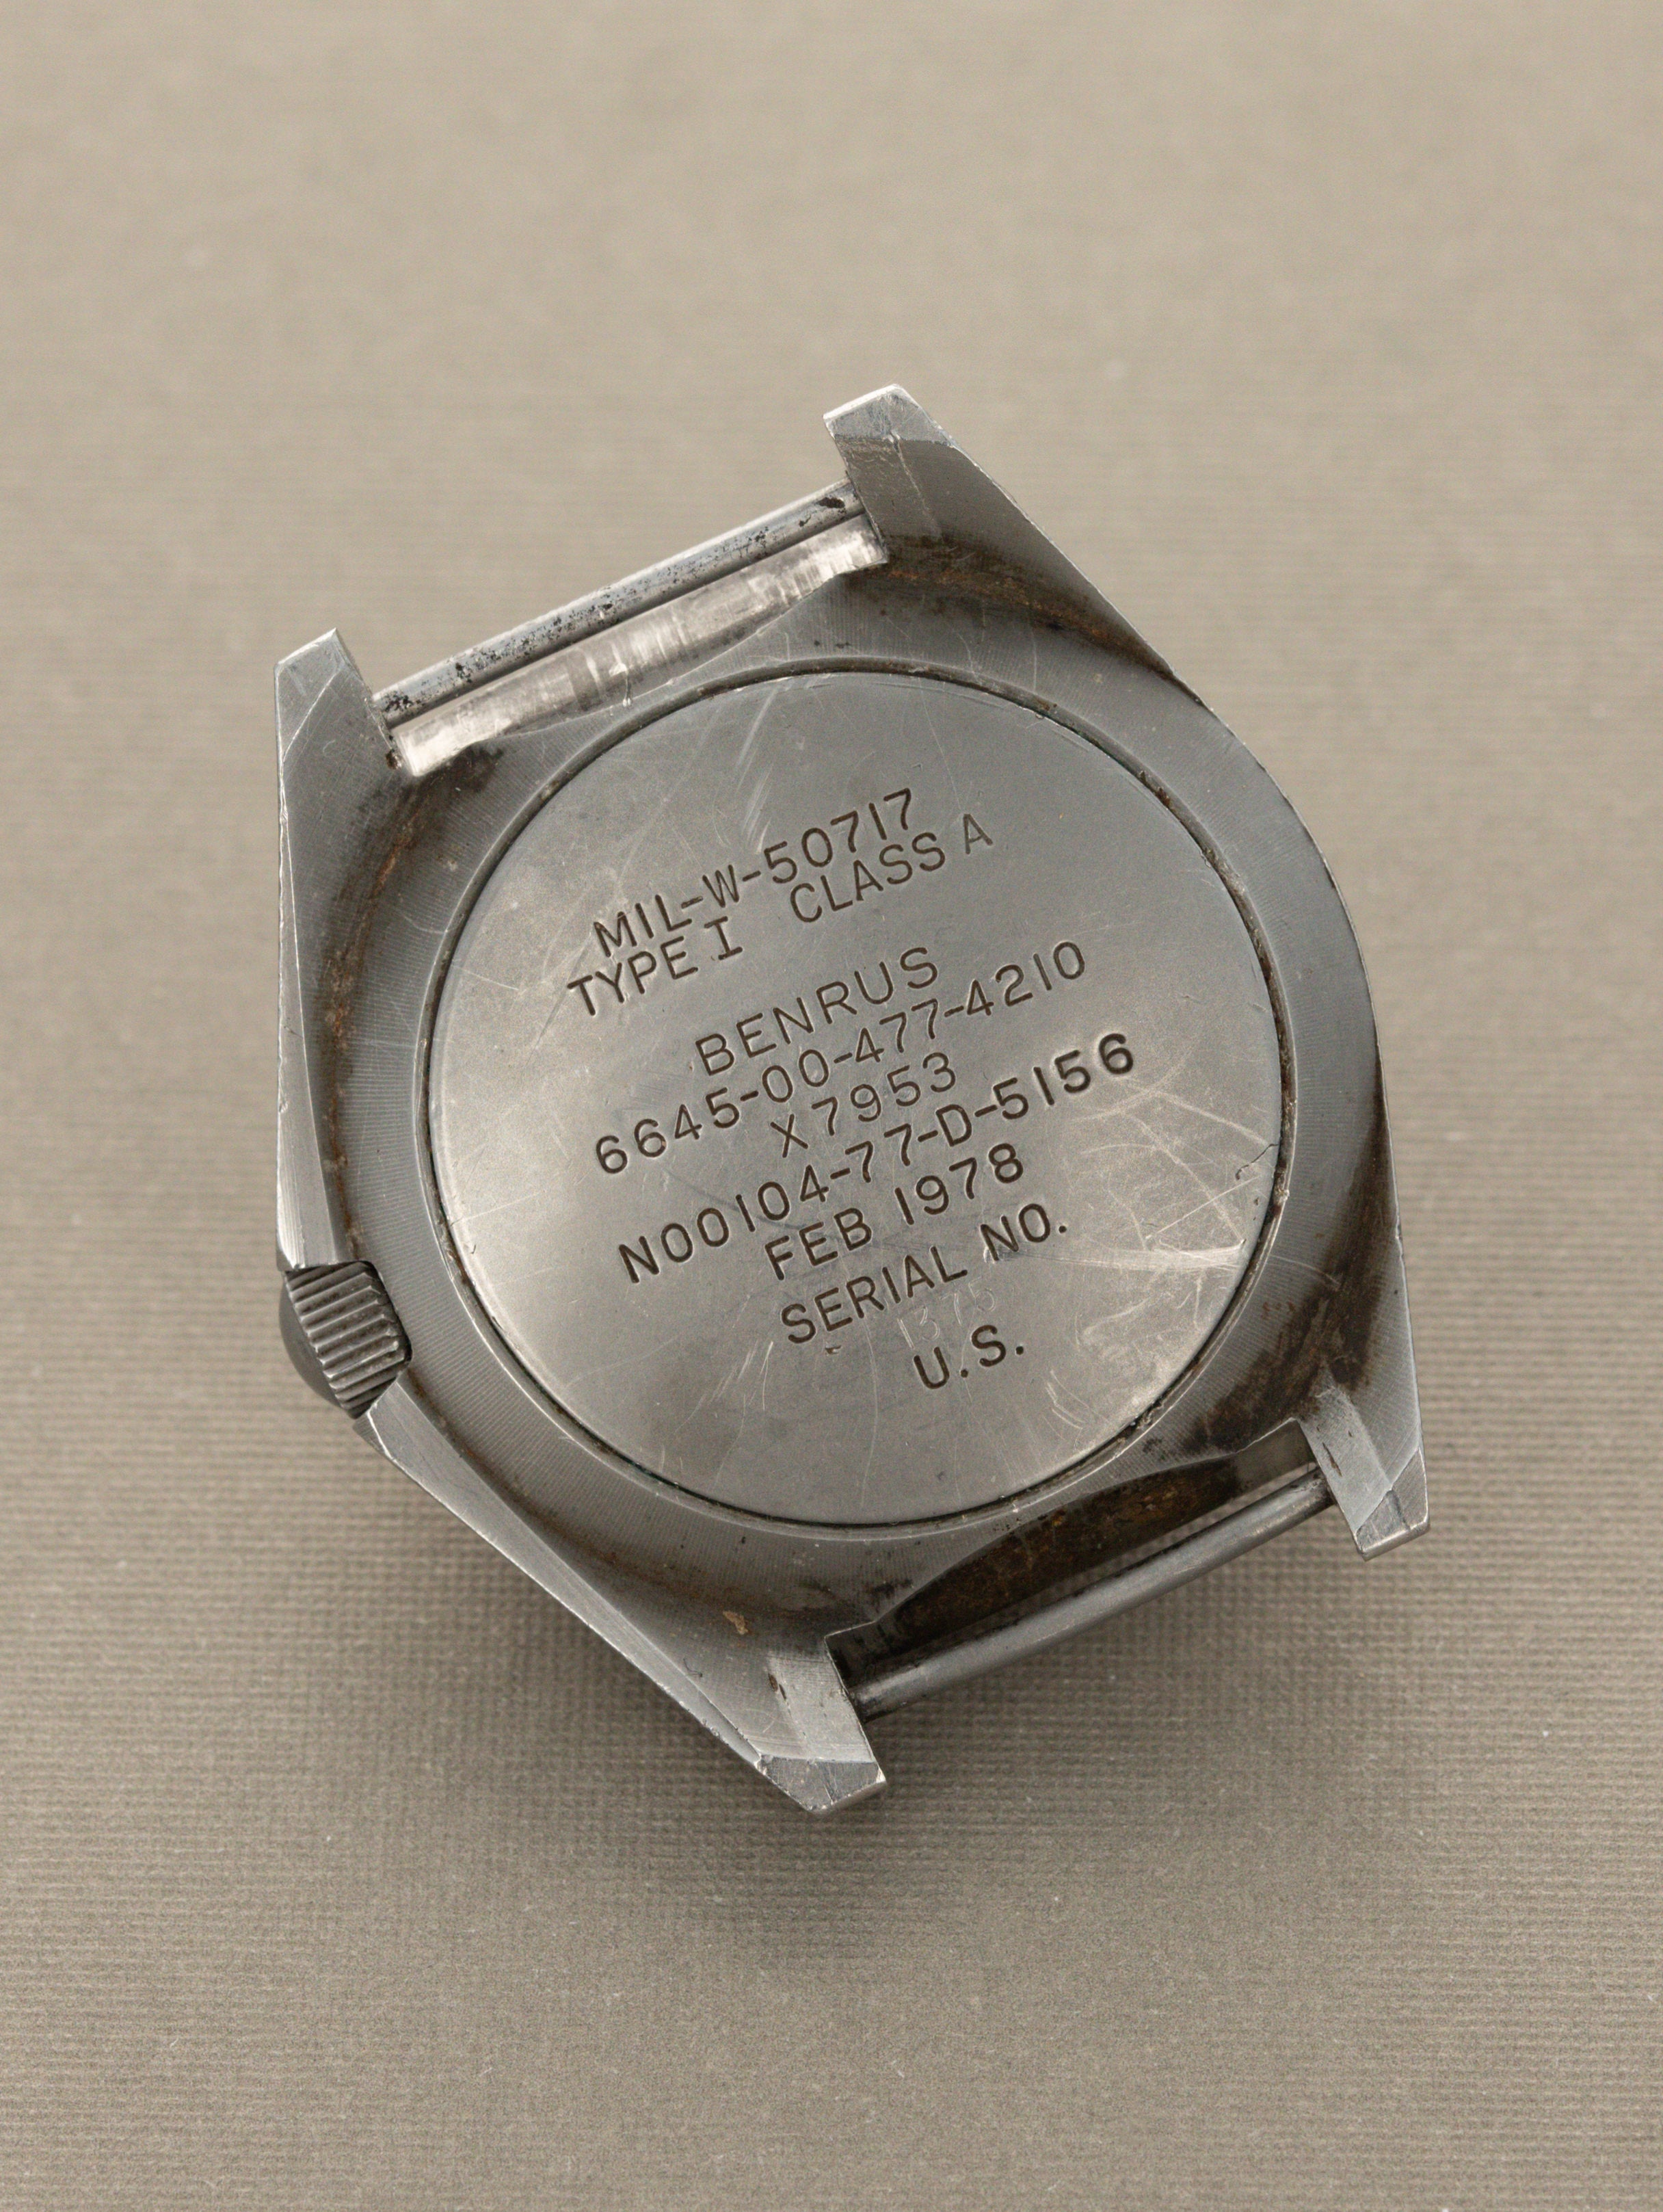 MIL-W-50717
TYPE I CLASS A
BENRUS
6645-00-477-4210
X7953
N00104-77-D-5156
FEB 1978
SERIAL NO.
1375
U.S.